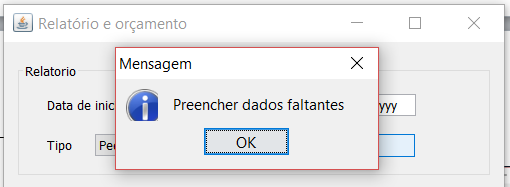 Relatório e orçamento
Mensagem
Relatorio
Preencher dados faltantes
Data de inic
yyy
OK
Tipo
Pe